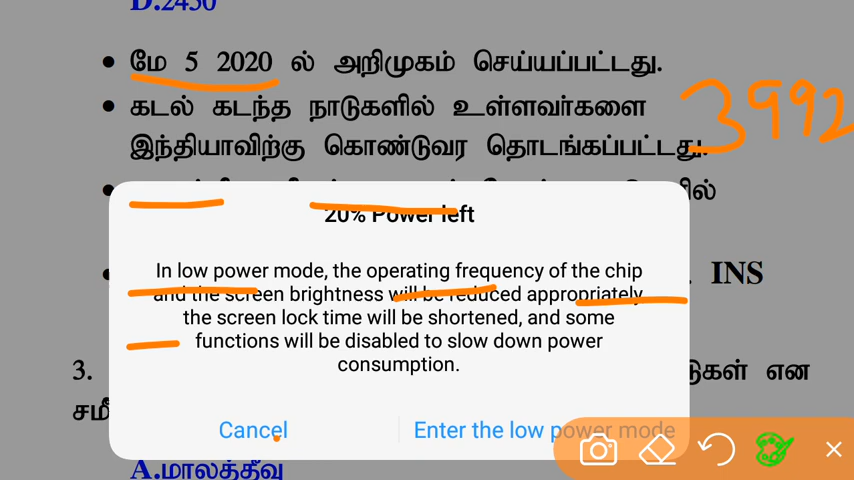 D.2450
• மே 5 2020 ல் அறிமுகம் செய்யப்பட்டது.
• கடல் கடந்த நாடுகளில் உள்ளவர்களை
இந்தியாவிற்கு கொண்டுவர தொடங்கப்பட்டது.
3992
20% Power left
In low power mode, the operating frequency of the chip
and the screen brightness will be reduced appropriately,
the screen lock time will be shortened, and some
functions will be disabled to slow down power
consumption.
INS
3.
Cancel
Enter the low power mode
A.மாலத்தீவு